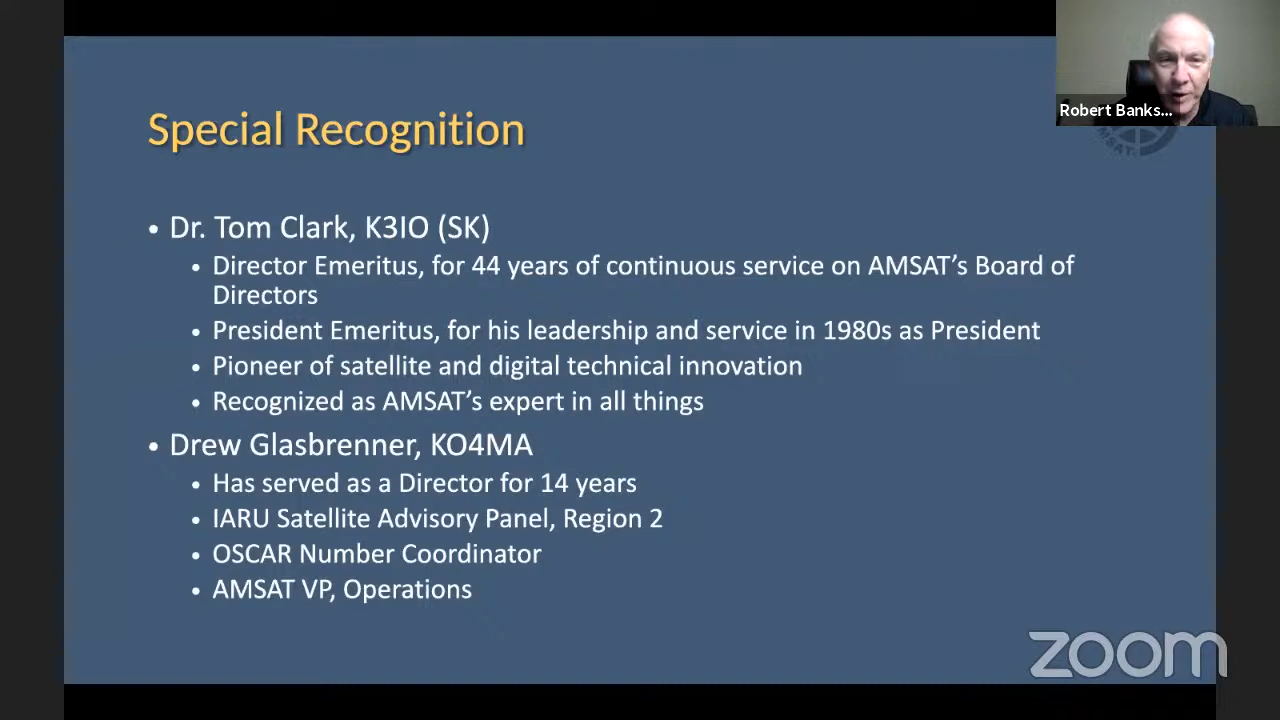 Robert Banks...
AMSAT
Special Recognition
• Dr. Tom Clark, K3IO (SK)
• Director Emeritus, for 44 years of continuous service on AMSAT’s Board of
Directors
• President Emeritus, for his leadership and service in 1980s as President
• Pioneer of satellite and digital technical innovation
• Recognized as AMSAT’s expert in all things
• Drew Glasbrenner, KO4MA
• Has served as a Director for 14 years
• IARU Satellite Advisory Panel, Region 2
• OSCAR Number Coordinator
• AMSAT VP, Operations
zoom